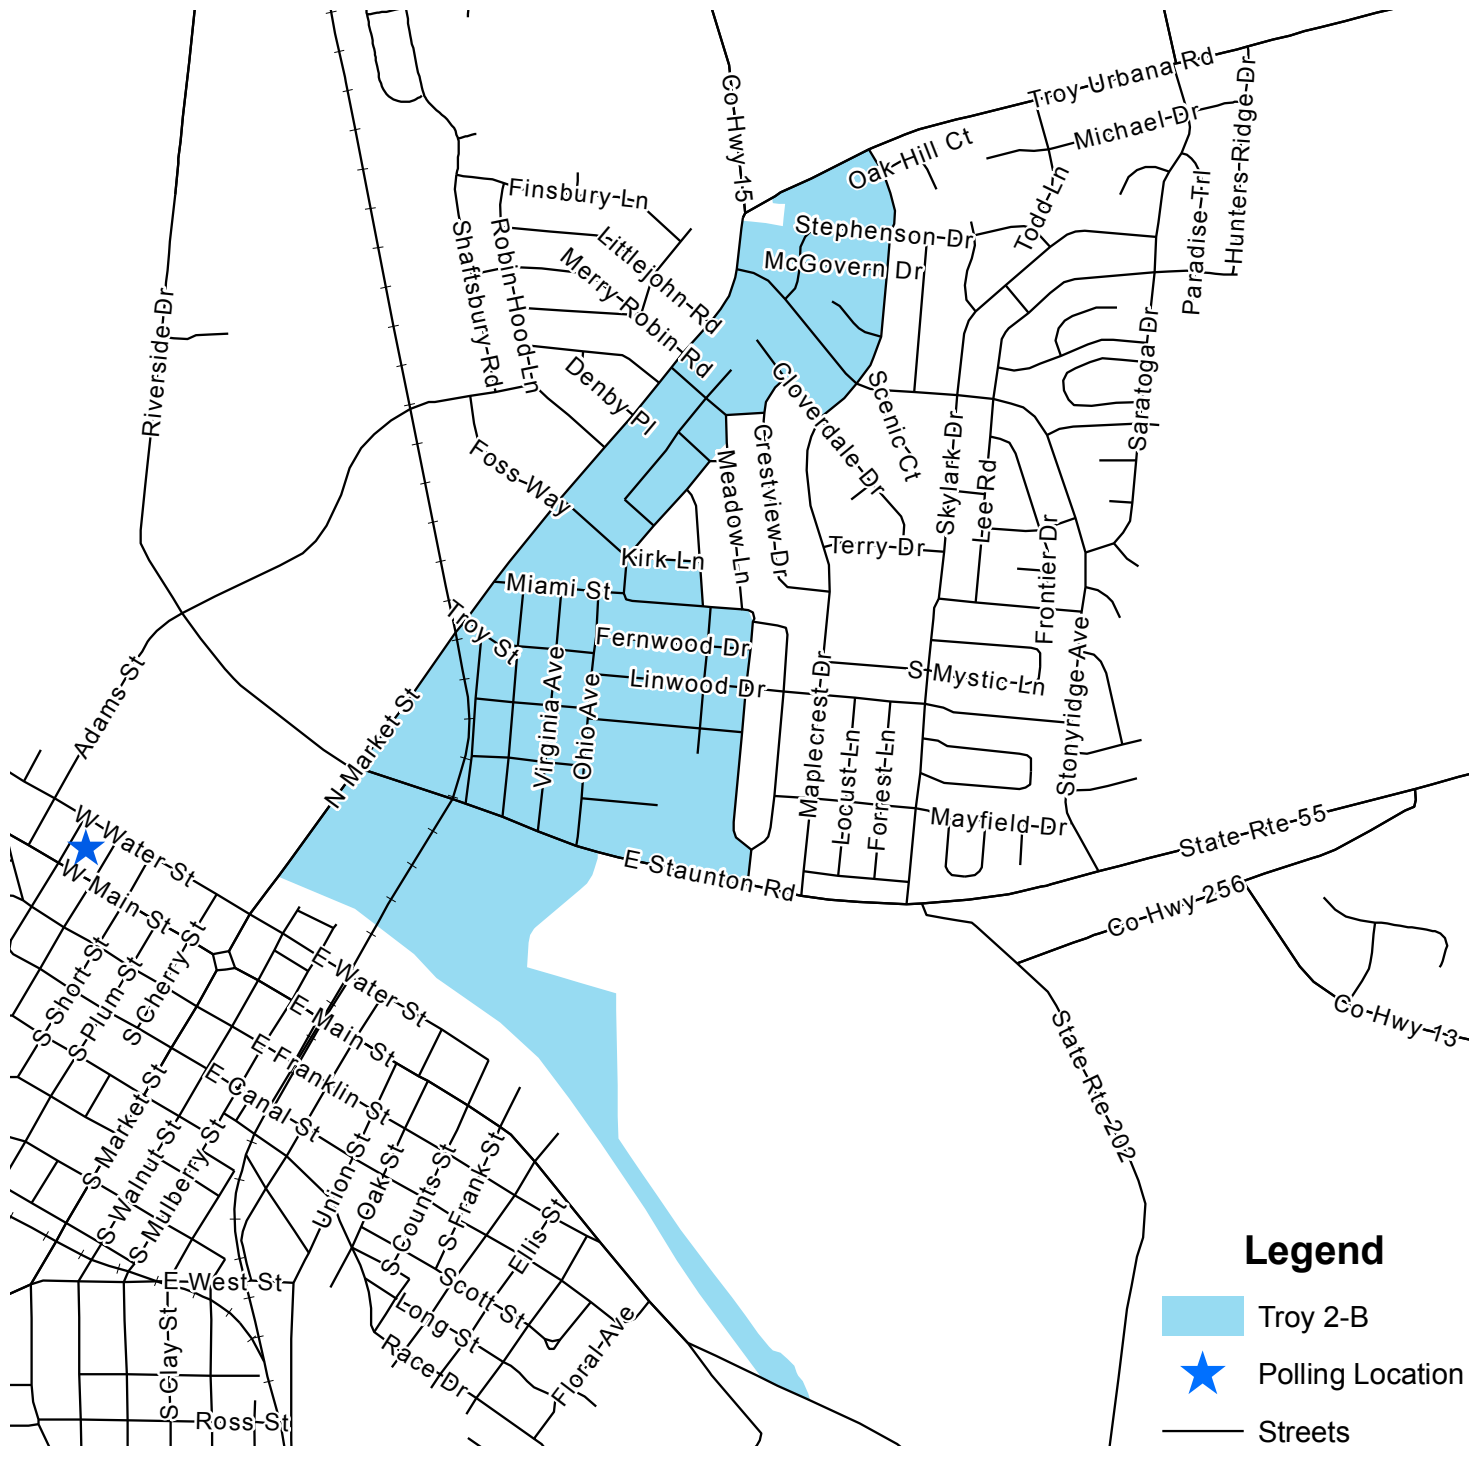 Troy-Urbana-Rd
Co-Hwy-15
Hunters-Ridge-Dr
Michael-Dr
Oak-Hill Ct
Finsbury-Ln
Todd-Ln
Paradise-Trl
Stephenson-Dr
Shaftsbury-Rd
Robin-Hood-Ln
Littlejohn-Rd
McGovern Dr
Merry-Robin-Rd
Riverside-Dr
Saratoga-Dr
Denby-Pl
Cloverdale-Dr
Scenic-Ct
Foss-Way
Meadow-Ln
Crestview-Dr
Skylark-Dr
Lee-Rd
Frontier-Dr
Terry-Dr
Kirk Ln
Miami St
Troy-St
Fernwood Dr
Linwood Dr
Virginia-Ave
Ohio Ave
S-Mystic-Ln
Stonyridge-Ave
Adams-St
N-Market-St
Maplecrest-Dr
Locust-Ln
Forrest-Ln
Mayfield-Dr
State-Rte-55
W-Water-St
W-Main-St
E-Staunton-Rd
Co-Hwy-256
E-Water-St
S-Short-St
S-Plum-St
S-Cherry-St
Co-Hwy-13
E-Main-St
E-Franklin-St
E-Canal-St
State-Rte-202
S-Market-St
S-Walnut-St
S-Mulberry-St
Union-St
Oak-St
S-Counts-St
S-Frank-St
Ellis-St
E-West-St
Scott-St
Long-St
Race-Dr
Floral-Ave
S-Clay-St
Ross-St
Legend
Troy 2-B
Polling Location
Streets